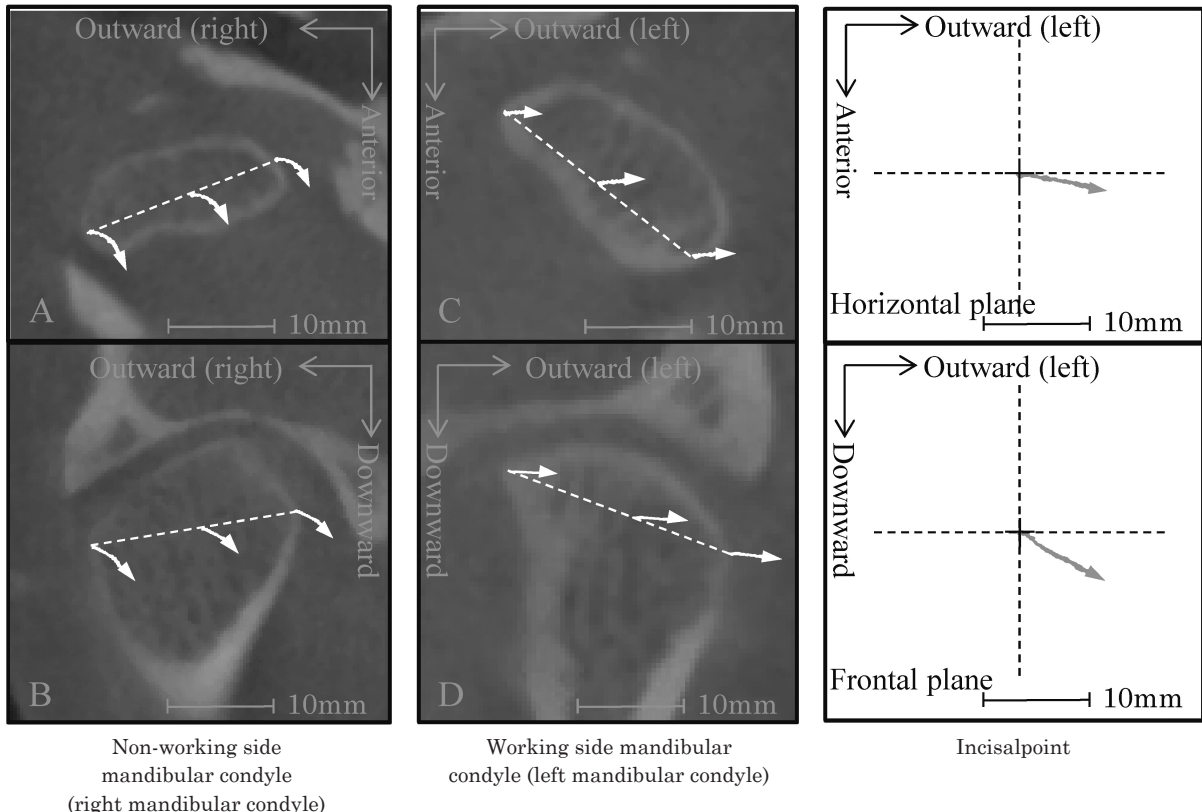 Outward (right)
Anterior
A
10mm
Outward (left)
Anterior
C
10mm
Outward (left)
Anterior
Horizontal plane
10mm
Outward (right)
Downward
B
10mm
Outward (left)
Downward
D
10mm
Outward (left)
Downward
Frontal plane
10mm
Non-working side
mandibular condyle
(right mandibular condyle)
Working side mandibular
condyle (left mandibular condyle)
Incisalpoint